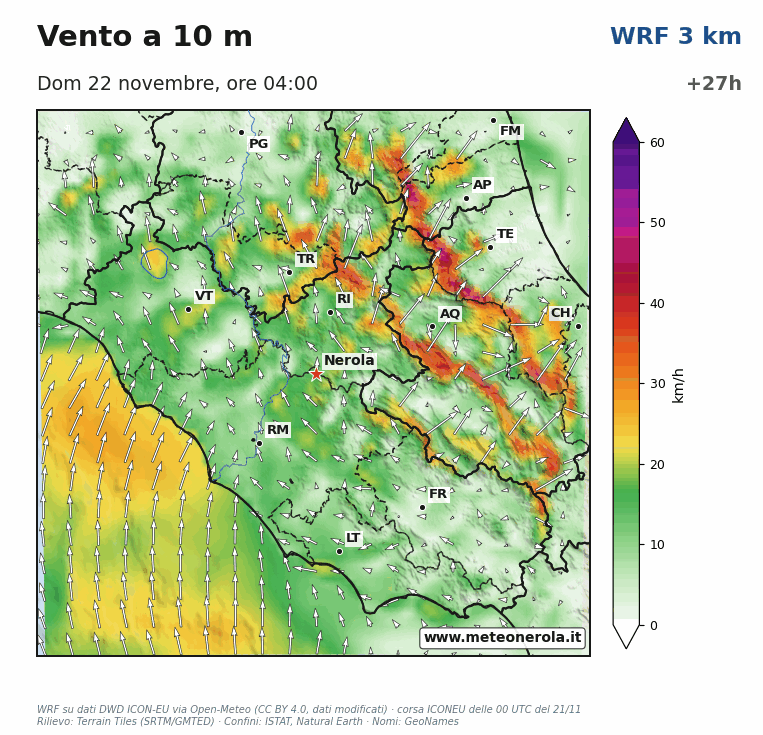 Vento a 10 m
WRF 3 km
Dom 22 novembre, ore 04:00
+27h
PG
FM
AP
TE
TR
VT
RI
AQ
CH
Nerola
RM
FR
LT
www.meteonerola.it
60
50
40
30
20
10
0
km/h
WRF su dati DWD ICON-EU via Open-Meteo (CC BY 4.0, dati modificati) · corsa ICONEU delle 00 UTC del 21/11
Rilievo: Terrain Tiles (SRTM/GMTED) · Confini: ISTAT, Natural Earth · Nomi: GeoNames